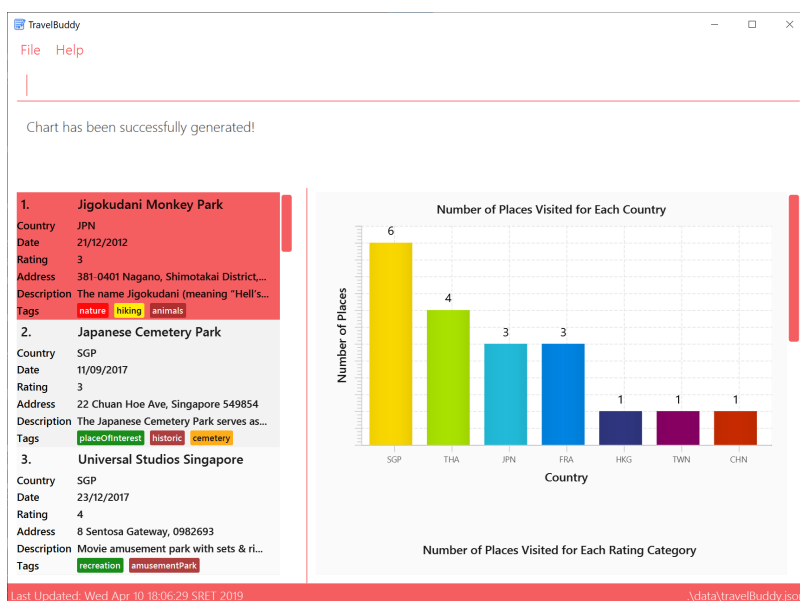 TravelBuddy
File Help
Chart has been successfully generated!
1. Jigokudani Monkey Park
Country JPN
Date 21/12/2012
Rating 3
Address 381-0401 Nagano, Shimotakai District,...
Description The name Jigokudani (meaning “Hell’s...
Tags nature hiking animals
2. Japanese Cemetery Park
Country SGP
Date 11/09/2017
Rating 3
Address 22 Chuan Hoe Ave, Singapore 549854
Description The Japanese Cemetery Park serves as...
Tags placeOfInterest historic cemetery
3. Universal Studios Singapore
Country SGP
Date 23/12/2017
Rating 4
Address 8 Sentosa Gateway, 0982693
Description Movie amusement park with sets & ri...
Tags recreation amusementPark
Number of Places Visited for Each Country
Number of Places
6
4
3
3
1
1
1
SGP THA JPN FRA HKG TWN CHN
Country
Number of Places Visited for Each Rating Category
Last Updated: Wed Apr 10 18:06:29 SRET 2019
.\data\travelBuddy.json